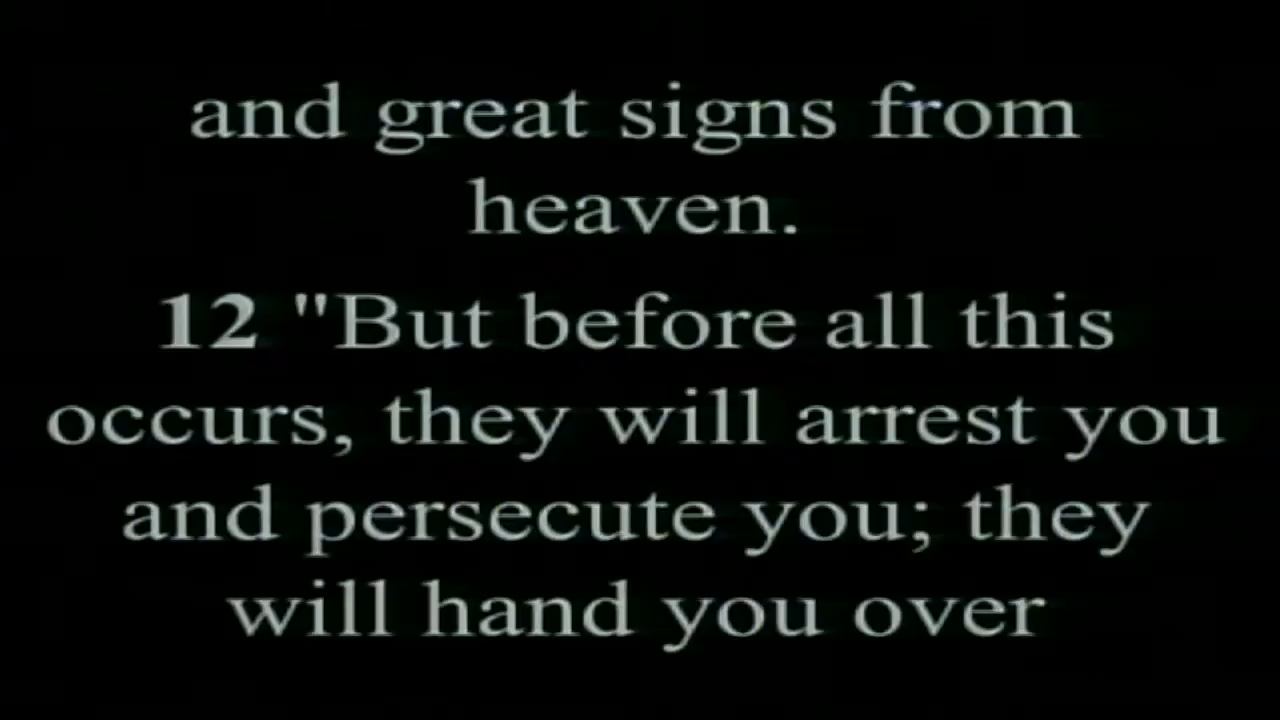 and great signs from
heaven.
12 "But before all this
occurs, they will arrest you
and persecute you; they
will hand you over